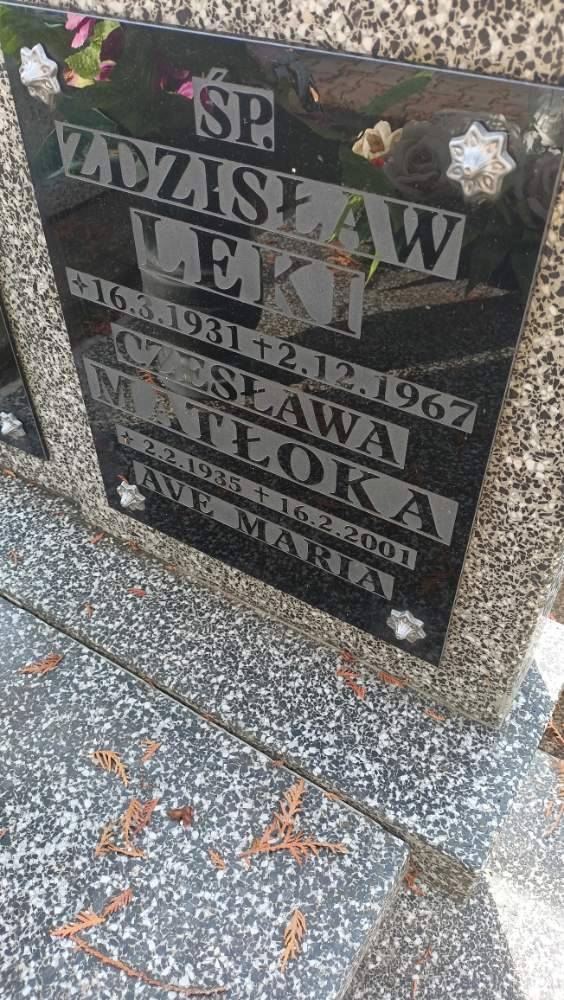 ŚP.
ZDZISŁAW
LEKI
✧16.3.1931 +2.12.1967
CZESŁAWA
MATŁOKA
✧2.2.1935 + 16.2.2001
AVE MARIA